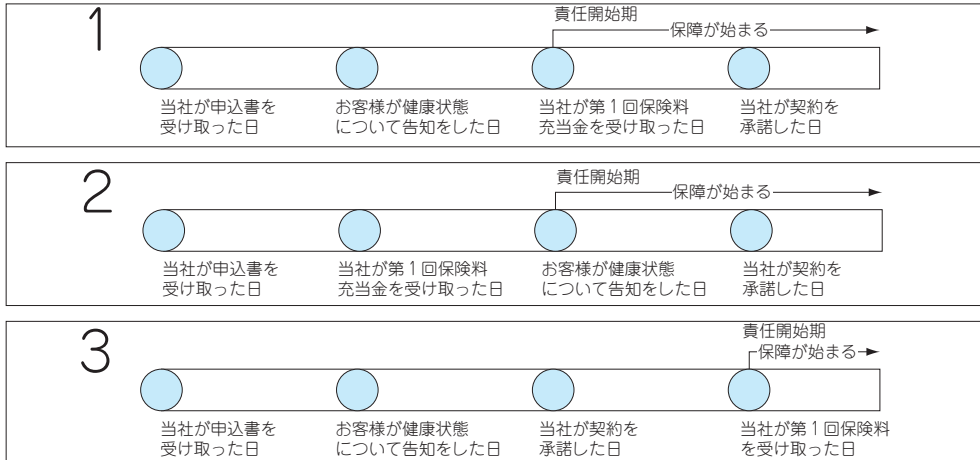 1
責任開始期
保障が始まる
当社が申込書を
受け取った日
お客様が健康状態
について告知をした日
当社が第1回保険料
充当金を受け取った日
当社が契約を
承諾した日
2
責任開始期
保障が始まる
当社が申込書を
受け取った日
当社が第1回保険料
充当金を受け取った日
お客様が健康状態
について告知をした日
当社が契約を
承諾した日
3
責任開始期
保障が始まる
当社が申込書を
受け取った日
お客様が健康状態
について告知をした日
当社が契約を
承諾した日
当社が第1回保険料
を受け取った日